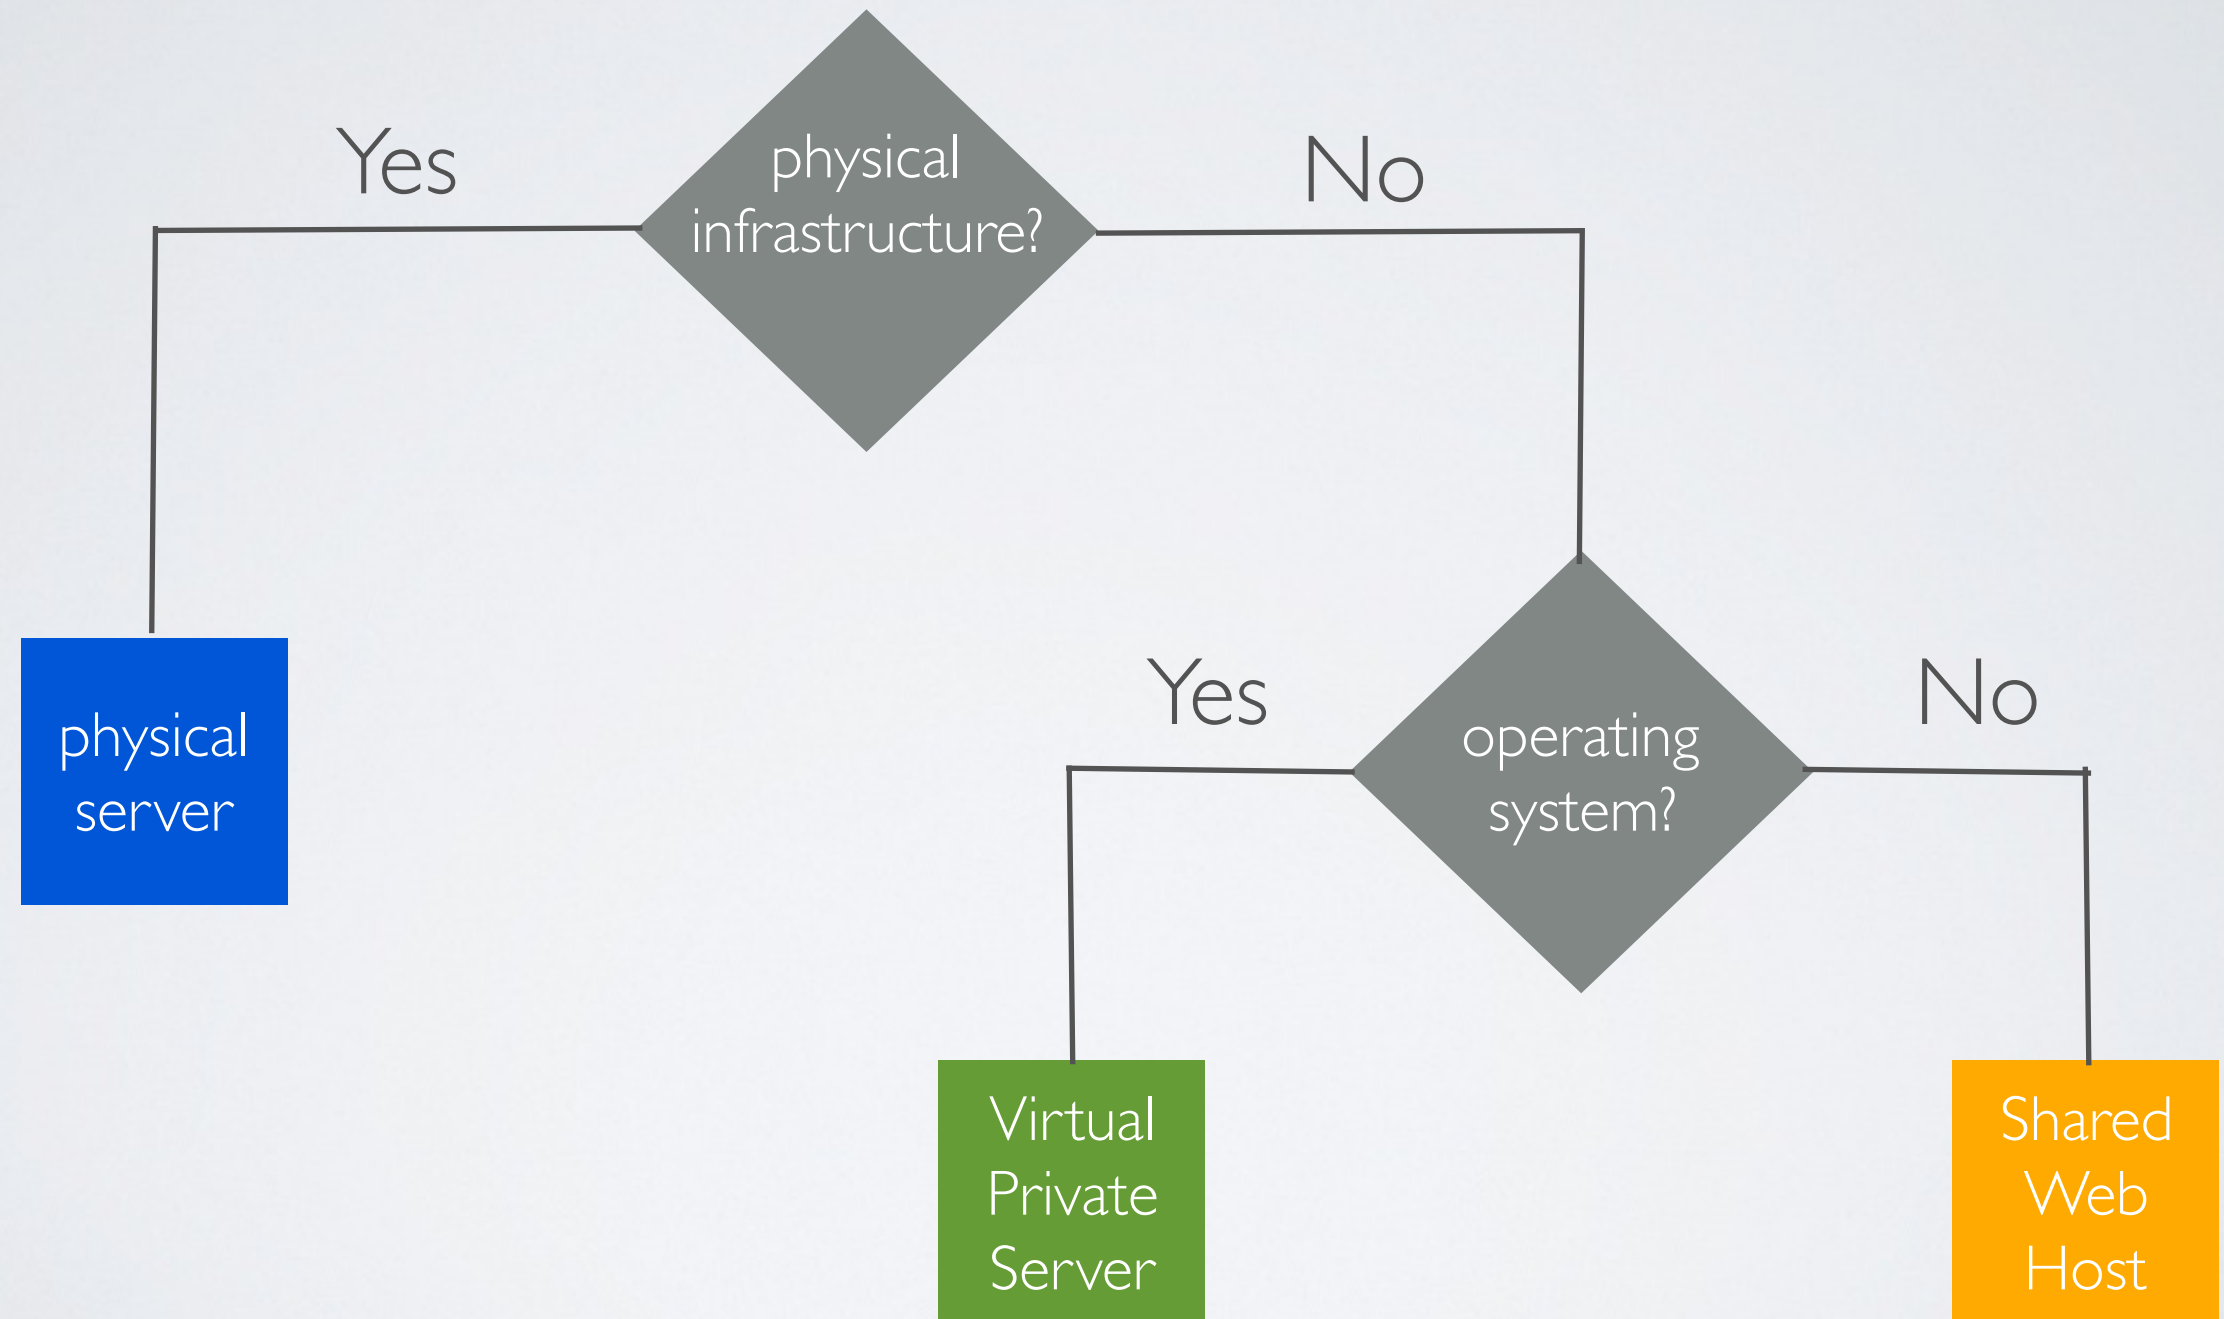 Yes
physical
infrastructure?
No
physical
server
Yes
operating
system?
No
Virtual
Private
Server
Shared
Web
Host